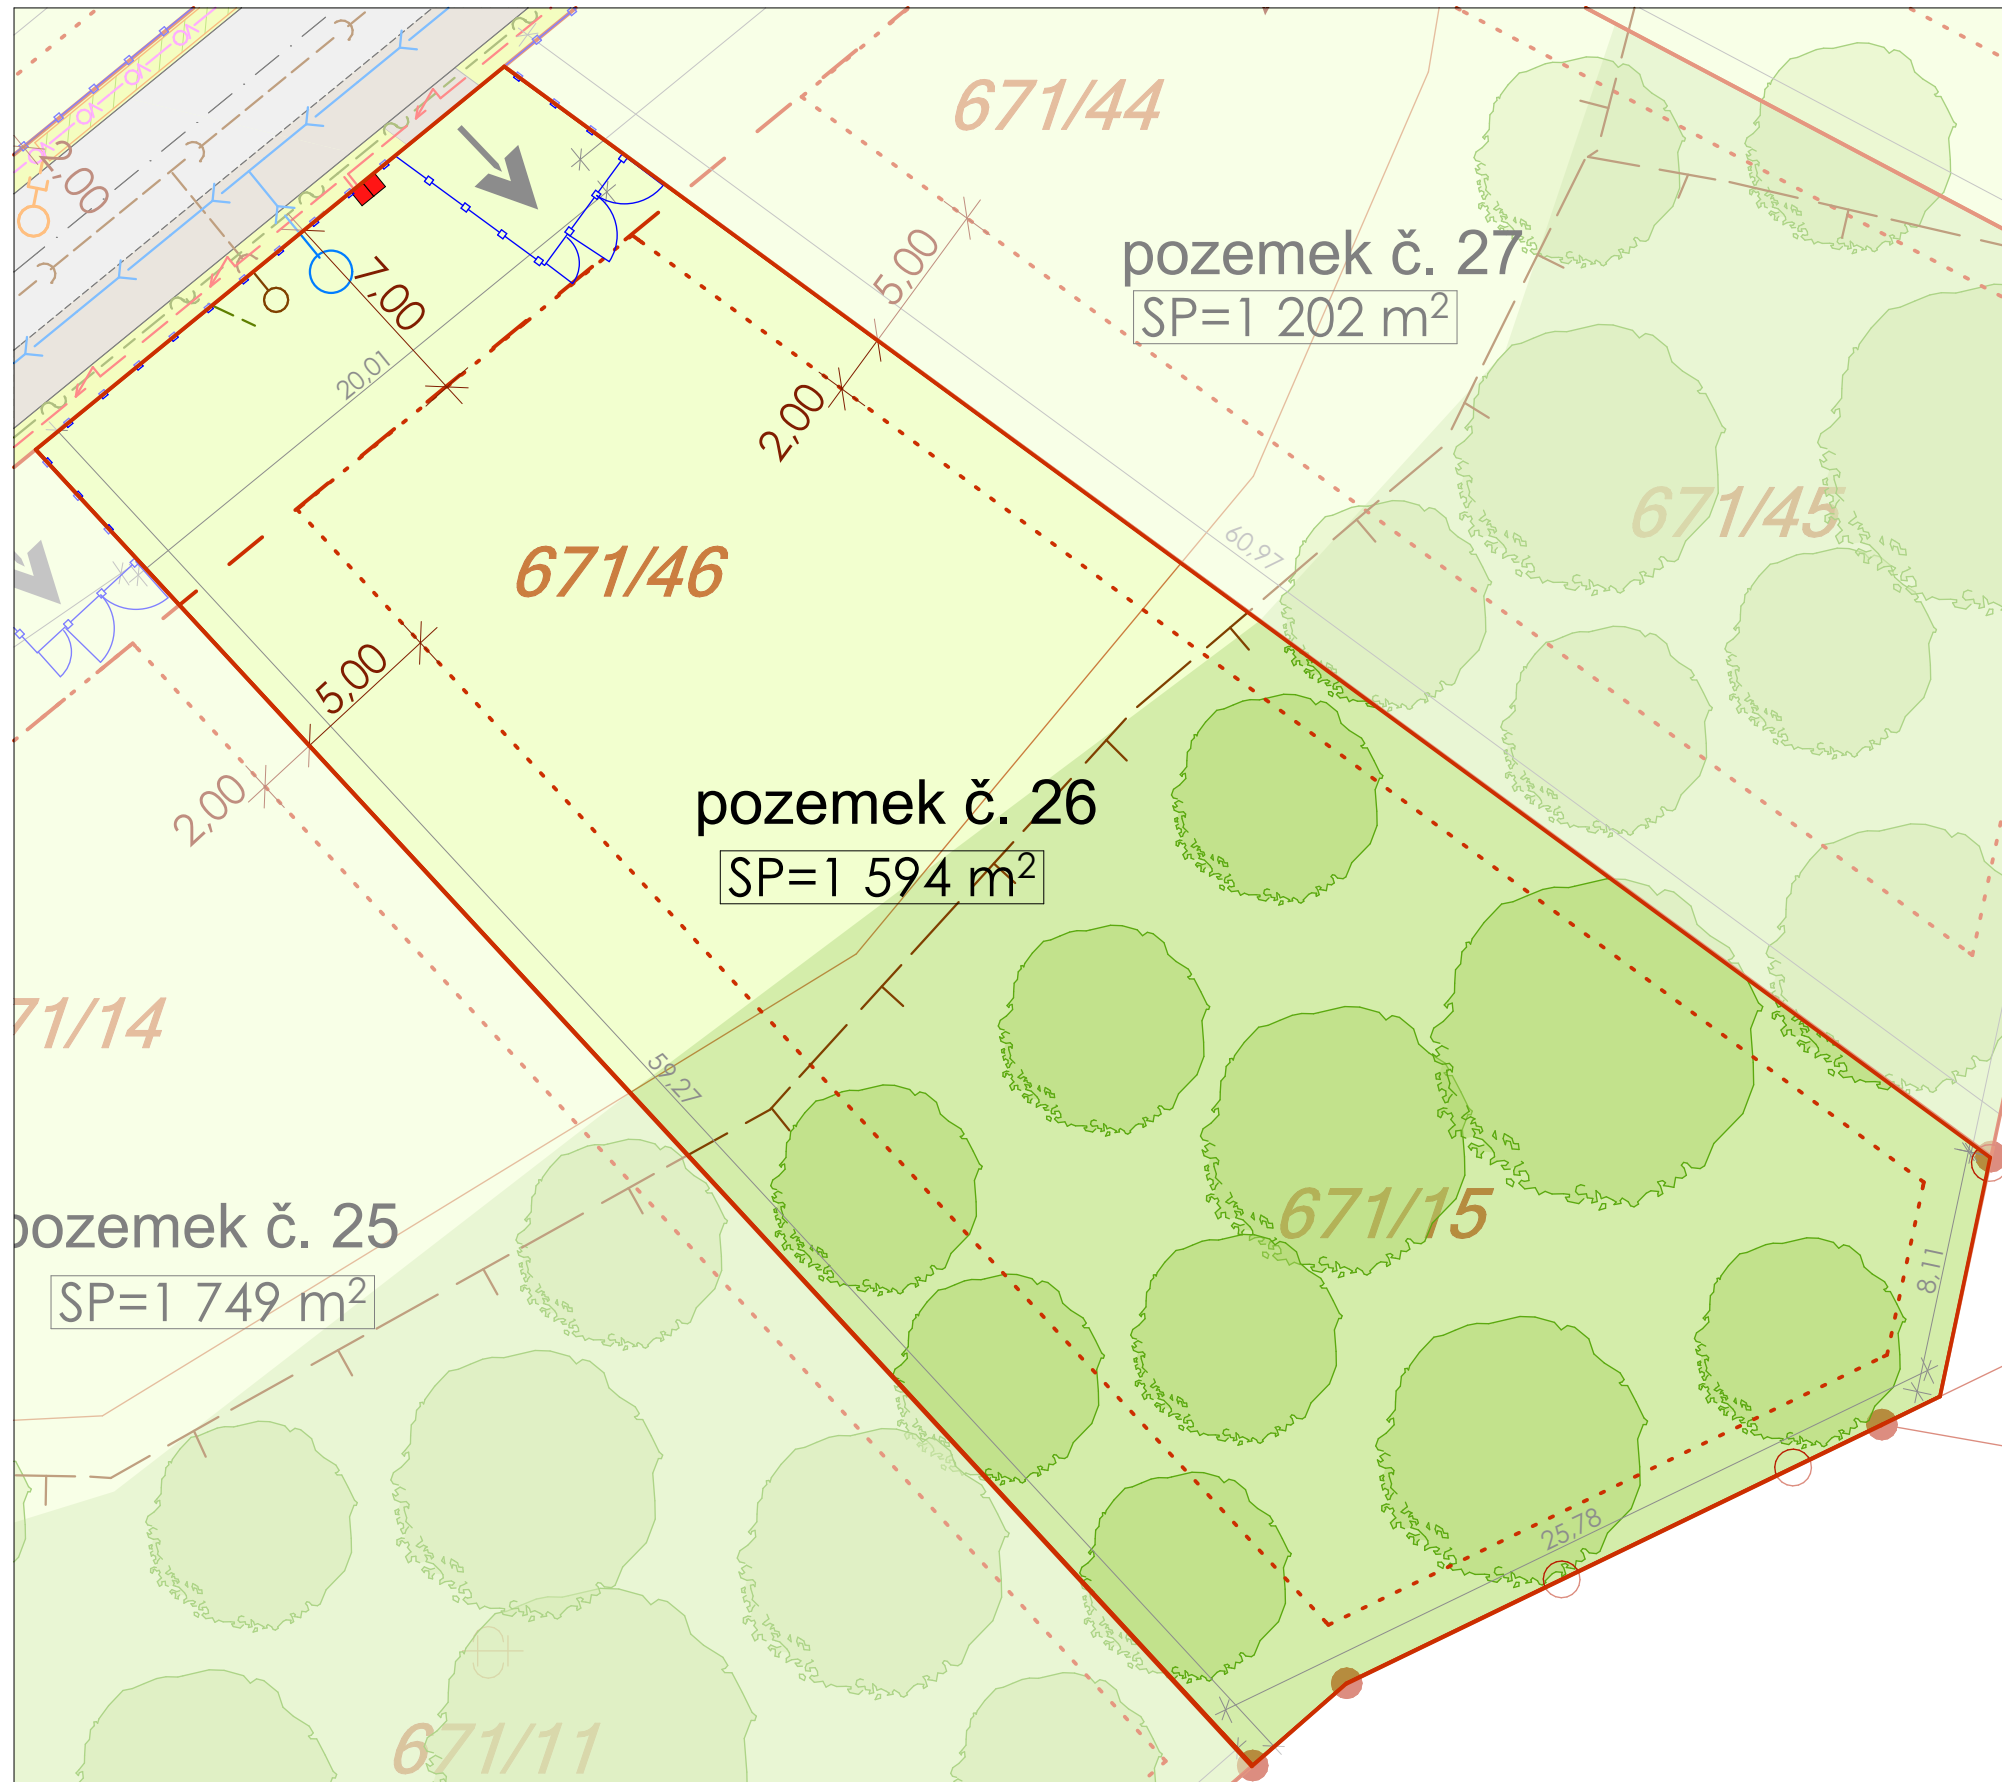 671/44
2,00
pozemek č. 27
SP=1 202 m²
5,00
7,00
20,01
2,00
671/45
60,97
671/46
5,00
pozemek č. 26
SP=1 594 m²
2,00
71/14
59,27
671/15
pozemek č. 25
SP=1 749 m²
8,11
25,78
671/11